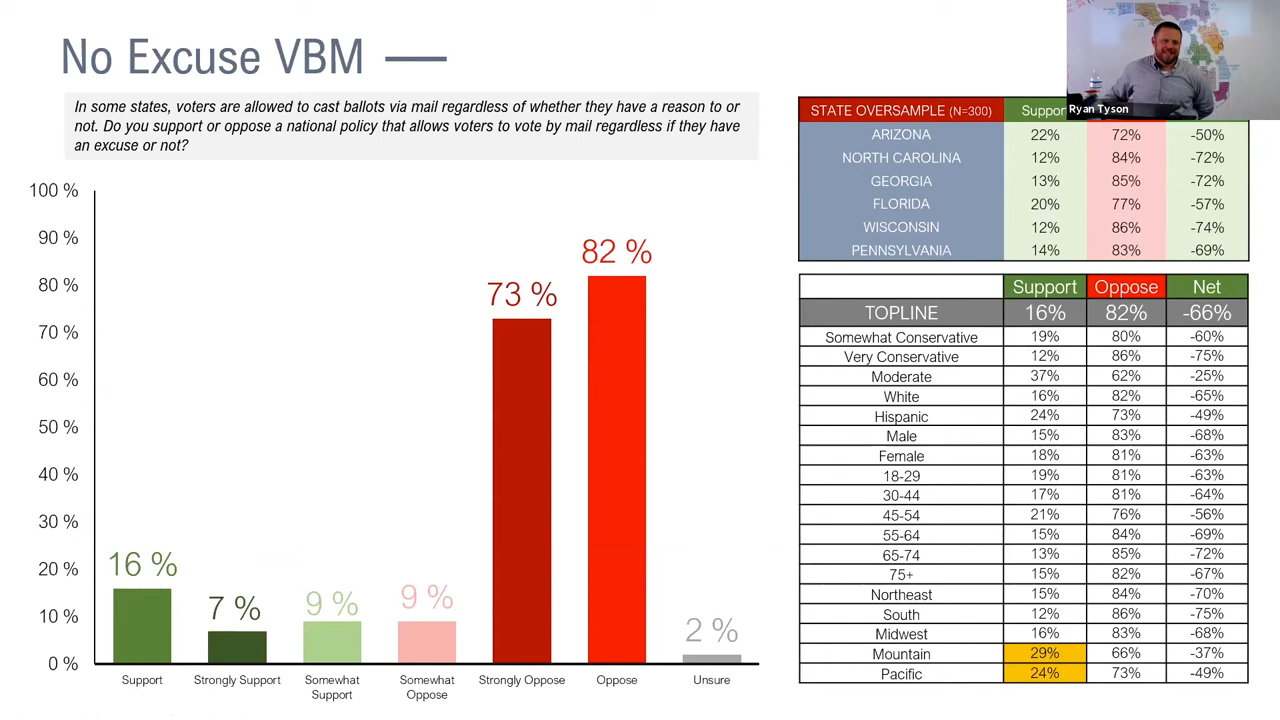 No Excuse VBM
In some states, voters are allowed to cast ballots via mail regardless of whether they have a reason to or
not. Do you support or oppose a national policy that allows voters to vote by mail regardless if they have
an excuse or not?
Ryan Tyson
STATE OVERSAMPLE (N=300) Support
ARIZONA 22% 72% -50%
NORTH CAROLINA 12% 84% -72%
GEORGIA 13% 85% -72%
FLORIDA 20% 77% -57%
WISCONSIN 12% 86% -74%
PENNSYLVANIA 14% 83% -69%
100 %
90 %
80 %
70 %
60 %
50 %
40 %
30 %
20 %
10 %
0 %
16 %
7 %
9 %
9 %
73 %
82 %
2 %
Support
Strongly Support
Somewhat
Support
Somewhat
Oppose
Strongly Oppose
Oppose
Unsure
Support Oppose Net
TOPLINE 16% 82% -66%
Somewhat Conservative 19% 80% -60%
Very Conservative 12% 86% -75%
Moderate 37% 62% -25%
White 16% 82% -65%
Hispanic 24% 73% -49%
Male 15% 83% -68%
Female 18% 81% -63%
18-29 19% 81% -63%
30-44 17% 81% -64%
45-54 21% 76% -56%
55-64 15% 84% -69%
65-74 13% 85% -72%
75+ 15% 82% -67%
Northeast 15% 84% -70%
South 12% 86% -75%
Midwest 16% 83% -68%
Mountain 29% 66% -37%
Pacific 24% 73% -49%